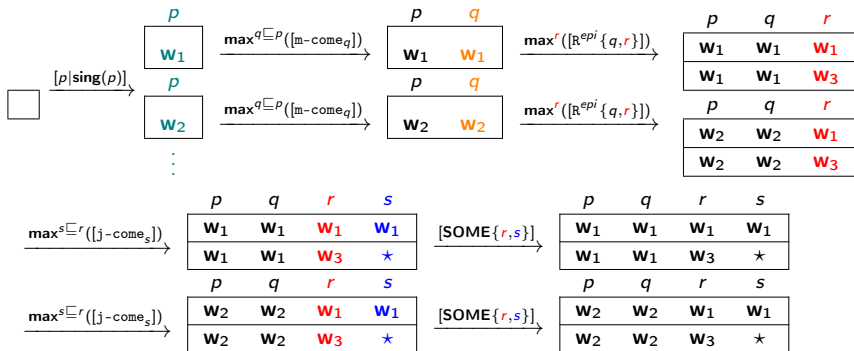 p p q p q r
w₁ max^{q⊑p}([m-come_q]) w₁ w₁ max^r([R^{epi}{q,r}]) w₁ w₁ w₁
[p|sing(p)] w₁ w₁ w₃
p p q p q r
w₂ max^{q⊑p}([m-come_q]) w₂ w₂ max^r([R^{epi}{q,r}]) w₂ w₂ w₁
⋮ w₂ w₂ w₃
p q r s p q r s
max^{s⊑r}([j-come_s]) w₁ w₁ w₁ w₁ [SOME{r,s}] w₁ w₁ w₁ w₁
w₁ w₁ w₃ ⋆ w₁ w₁ w₃ ⋆
p q r s p q r s
max^{s⊑r}([j-come_s]) w₂ w₂ w₁ w₁ [SOME{r,s}] w₂ w₂ w₁ w₁
w₂ w₂ w₃ ⋆ w₂ w₂ w₃ ⋆